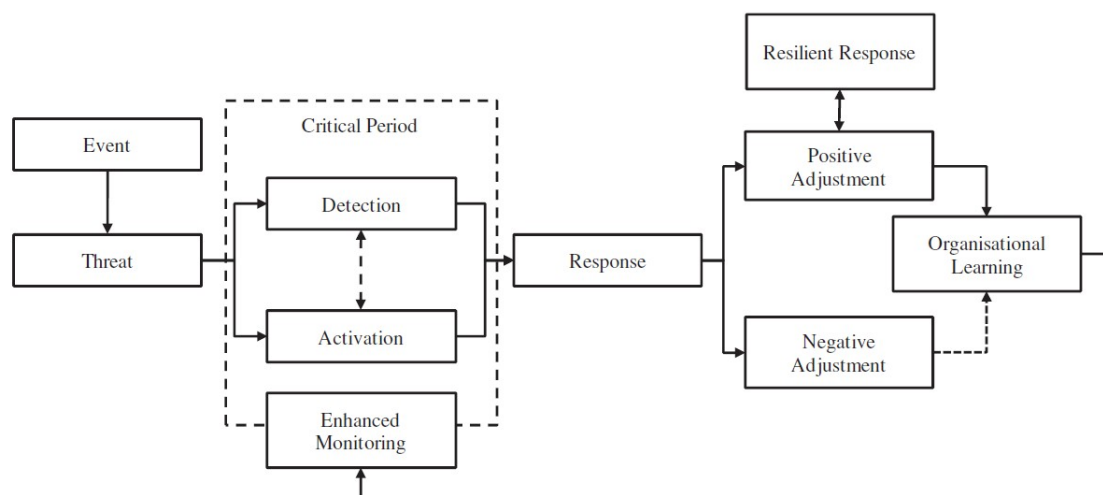 Resilient Response
Critical Period
Event
Positive
Adjustment
Detection
Threat
Response
Organisational
Learning
Activation
Negative
Adjustment
Enhanced
Monitoring